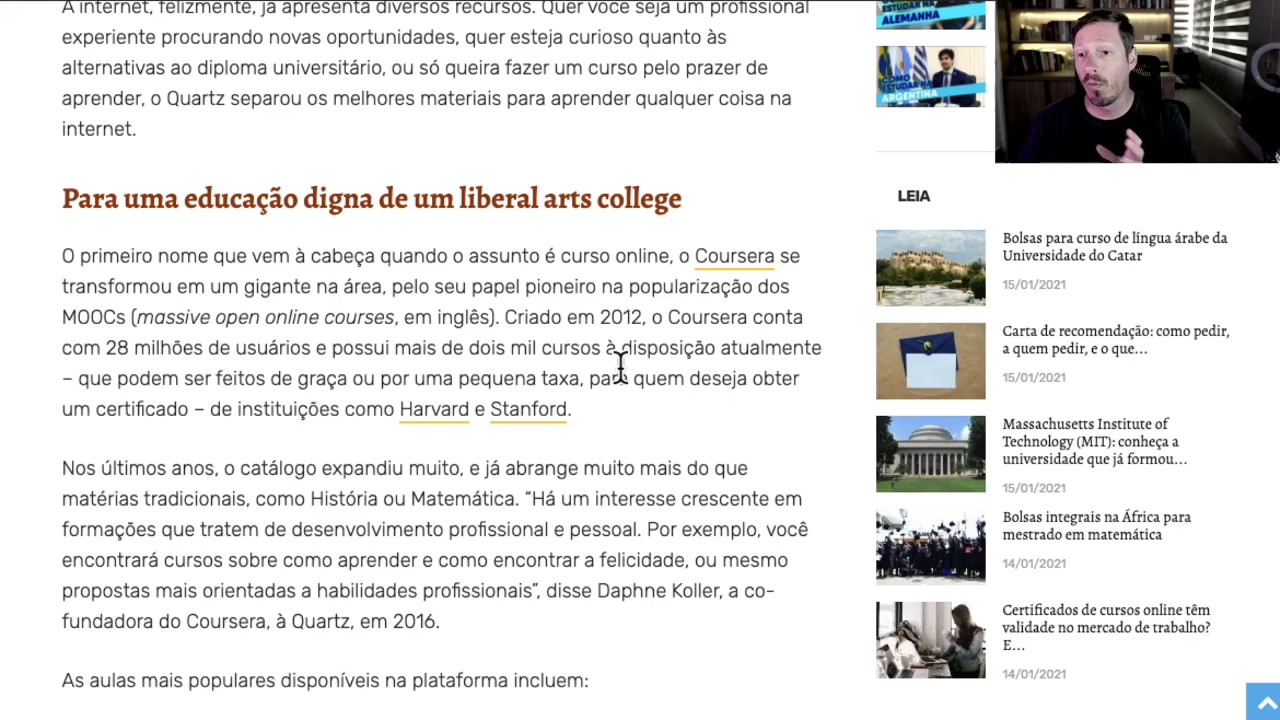 A internet, felizmente, já apresenta diversos recursos. Quer você seja um profissional
experiente procurando novas oportunidades, quer esteja curioso quanto às
alternativas ao diploma universitário, ou só queira fazer um curso pelo prazer de
aprender, o Quartz separou os melhores materiais para aprender qualquer coisa na
internet.
Para uma educação digna de um liberal arts college
O primeiro nome que vem à cabeça quando o assunto é curso online, o Coursera se
transformou em um gigante na área, pelo seu papel pioneiro na popularização dos
MOOCs (massive open online courses, em inglês). Criado em 2012, o Coursera conta
com 28 milhões de usuários e possui mais de dois mil cursos à disposição atualmente
– que podem ser feitos de graça ou por uma pequena taxa, para quem deseja obter
um certificado – de instituições como Harvard e Stanford.
Nos últimos anos, o catálogo expandiu muito, e já abrange muito mais do que
matérias tradicionais, como História ou Matemática. “Há um interesse crescente em
formações que tratem de desenvolvimento profissional e pessoal. Por exemplo, você
encontrará cursos sobre como aprender e como encontrar a felicidade, ou mesmo
propostas mais orientadas a habilidades profissionais”, disse Daphne Koller, a co-
fundadora do Coursera, à Quartz, em 2016.
As aulas mais populares disponíveis na plataforma incluem:
ESTUDAR NA
ALEMANHA
COMO
ESTUDAR NA
ARGENTINA
LEIA
Bolsas para curso de língua árabe da
Universidade do Catar
15/01/2021
Carta de recomendação: como pedir,
a quem pedir, e o que...
15/01/2021
Massachusetts Institute of
Technology (MIT): conheça a
universidade que já formou...
15/01/2021
Bolsas integrais na África para
mestrado em matemática
14/01/2021
Certificados de cursos online têm
validade no mercado de trabalho?
E...
14/01/2021